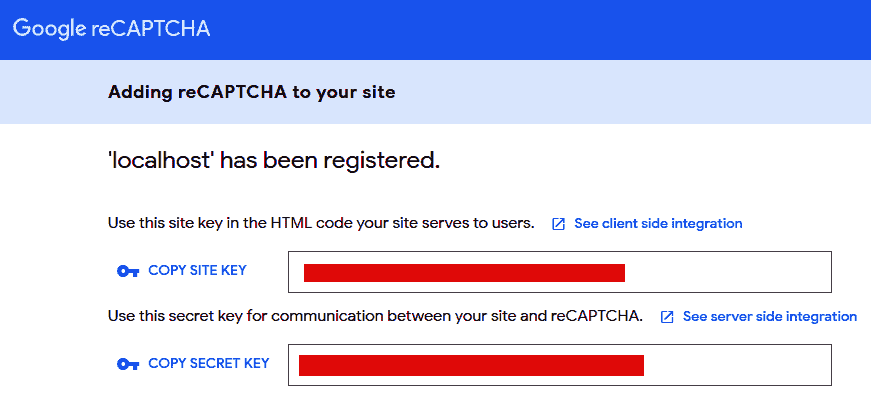 Google reCAPTCHA
Adding reCAPTCHA to your site
'localhost' has been registered.
Use this site key in the HTML code your site serves to users. See client side integration
COPY SITE KEY
Use this secret key for communication between your site and reCAPTCHA. See server side integration
COPY SECRET KEY